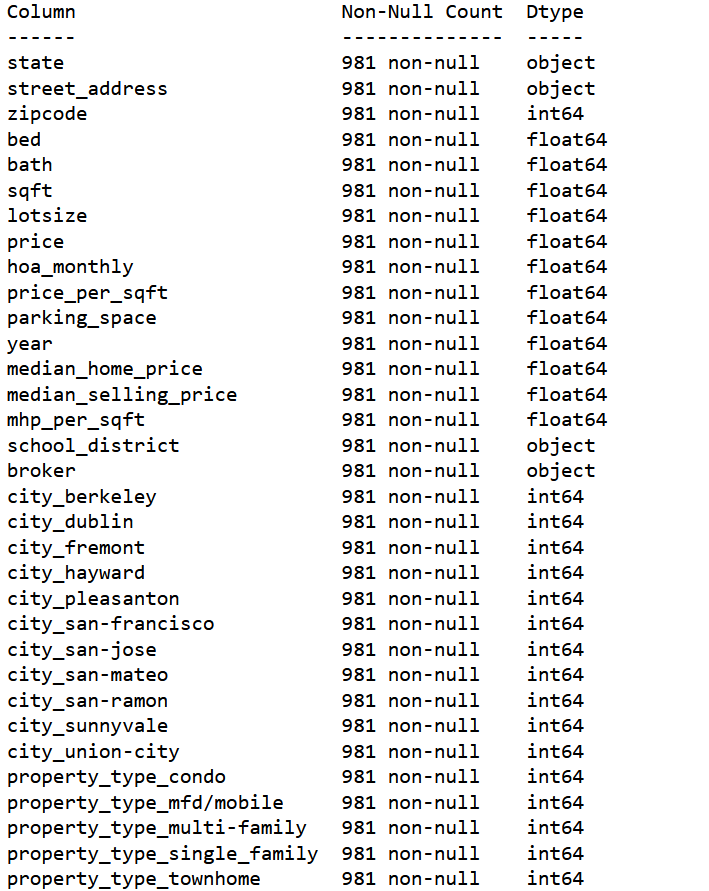 Column Non-Null Count Dtype
------ -------------- -----
state 981 non-null object
street_address 981 non-null object
zipcode 981 non-null int64
bed 981 non-null float64
bath 981 non-null float64
sqft 981 non-null float64
lotsize 981 non-null float64
price 981 non-null float64
hoa_monthly 981 non-null float64
price_per_sqft 981 non-null float64
parking_space 981 non-null float64
year 981 non-null float64
median_home_price 981 non-null float64
median_selling_price 981 non-null float64
mhp_per_sqft 981 non-null float64
school_district 981 non-null object
broker 981 non-null object
city_berkeley 981 non-null int64
city_dublin 981 non-null int64
city_fremont 981 non-null int64
city_hayward 981 non-null int64
city_pleasanton 981 non-null int64
city_san-francisco 981 non-null int64
city_san-jose 981 non-null int64
city_san-mateo 981 non-null int64
city_san-ramon 981 non-null int64
city_sunnyvale 981 non-null int64
city_union-city 981 non-null int64
property_type_condo 981 non-null int64
property_type_mfd/mobile 981 non-null int64
property_type_multi-family 981 non-null int64
property_type_single_family 981 non-null int64
property_type_townhome 981 non-null int64